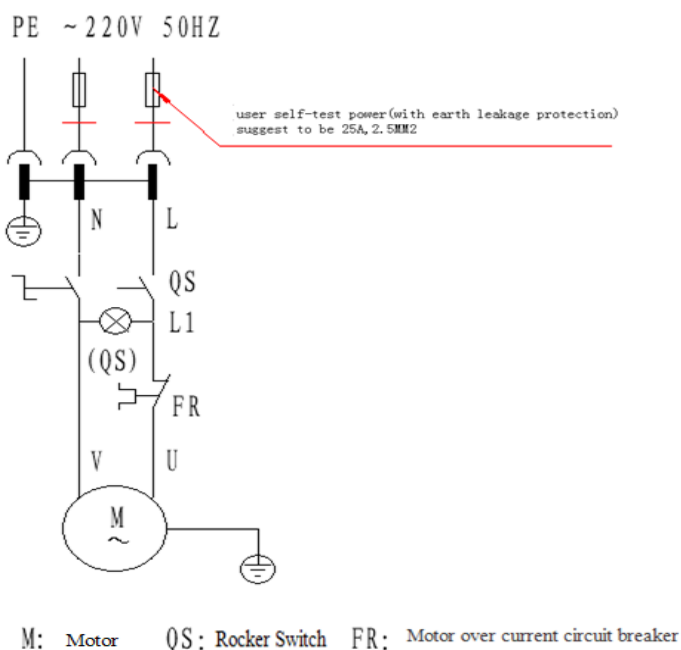 PE ~220V 50HZ
user self-test power(with earth leakage protection)
suggest to be 25A,2.5MM2
N L
QS
L1
(QS)
FR
V U
M
~
M: Motor QS: Rocker Switch FR: Motor over current circuit breaker